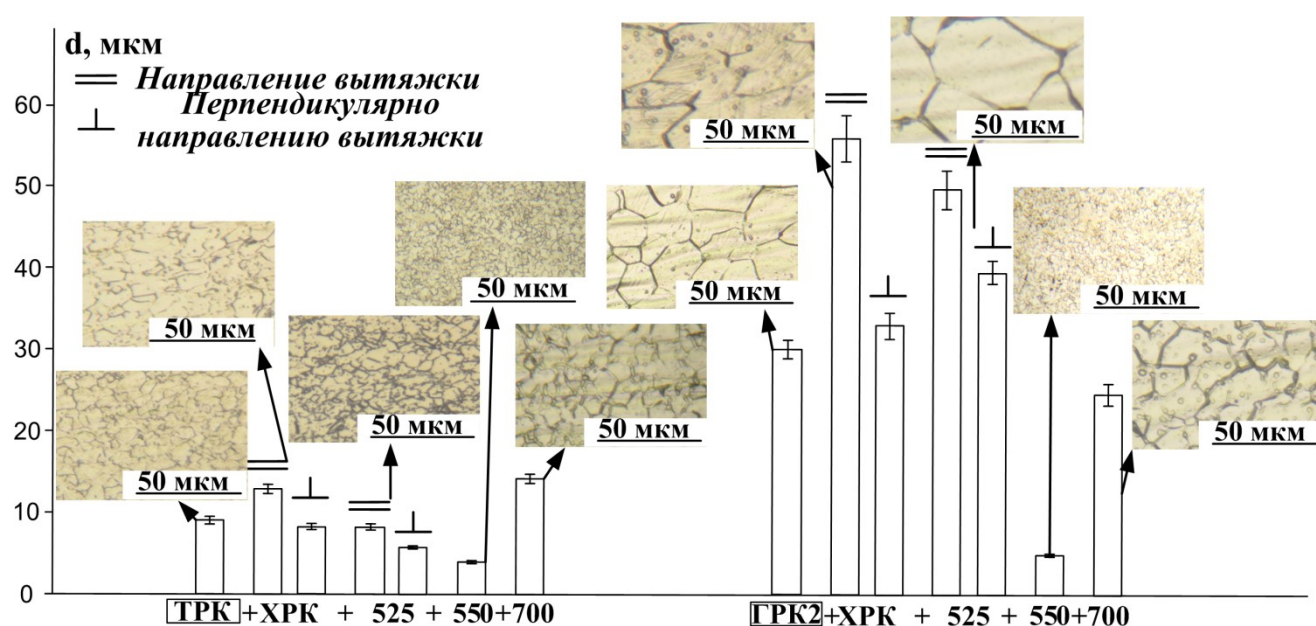 d, мкм
Направление вытяжки
Перпендикулярно
направлению вытяжки
60
50
40
30
20
10
0
50 мкм
50 мкм
50 мкм
50 мкм
50 мкм
50 мкм
50 мкм
50 мкм
50 мкм
50 мкм
ТРК +ХРК + 525 + 550+700
ГРК2 +ХРК + 525 + 550+700